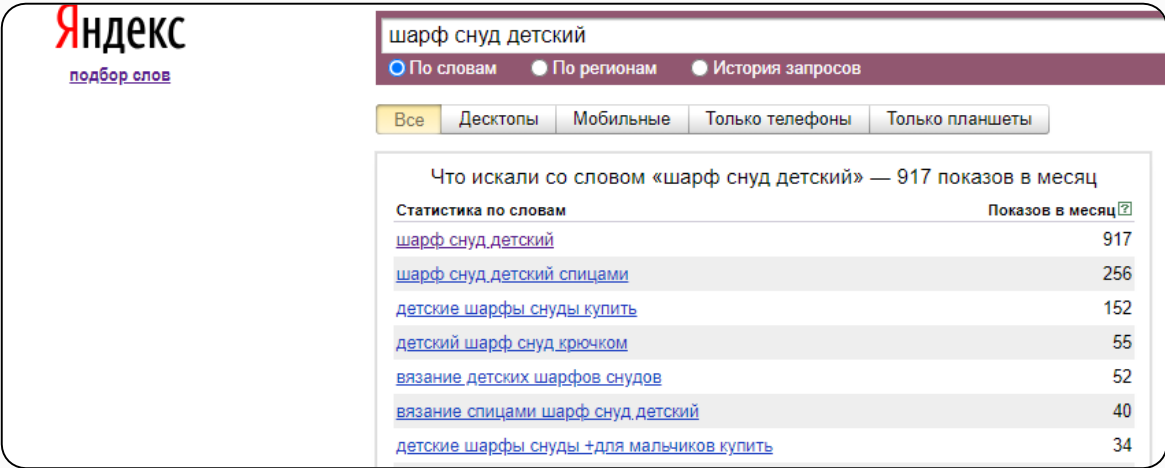 Яндекс
подбор слов
шарф снуд детский
По словам По регионам История запросов
Все Десктопы Мобильные Только телефоны Только планшеты
Что искали со словом «шарф снуд детский» — 917 показов в месяц
Статистика по словам Показов в месяц ?
шарф снуд детский 917
шарф снуд детский спицами 256
детские шарфы снуды купить 152
детский шарф снуд крючком 55
вязание детских шарфов снудов 52
вязание спицами шарф снуд детский 40
детские шарфы снуды +для мальчиков купить 34